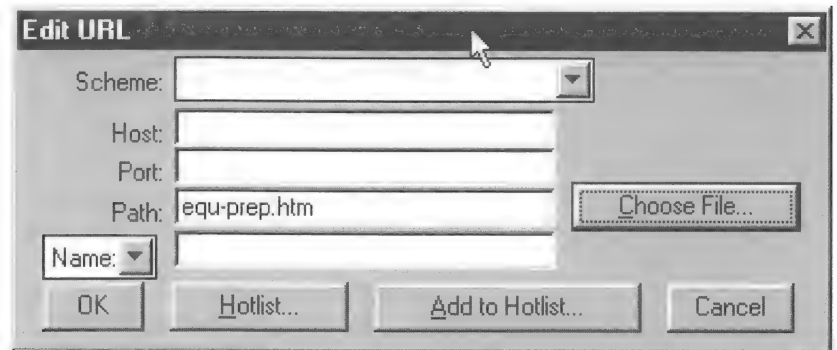 Edit URL
Scheme:
Host:
Port:
Path: equ-prep.htm Choose File...
Name:
OK Hotlist... Add to Hotlist... Cancel